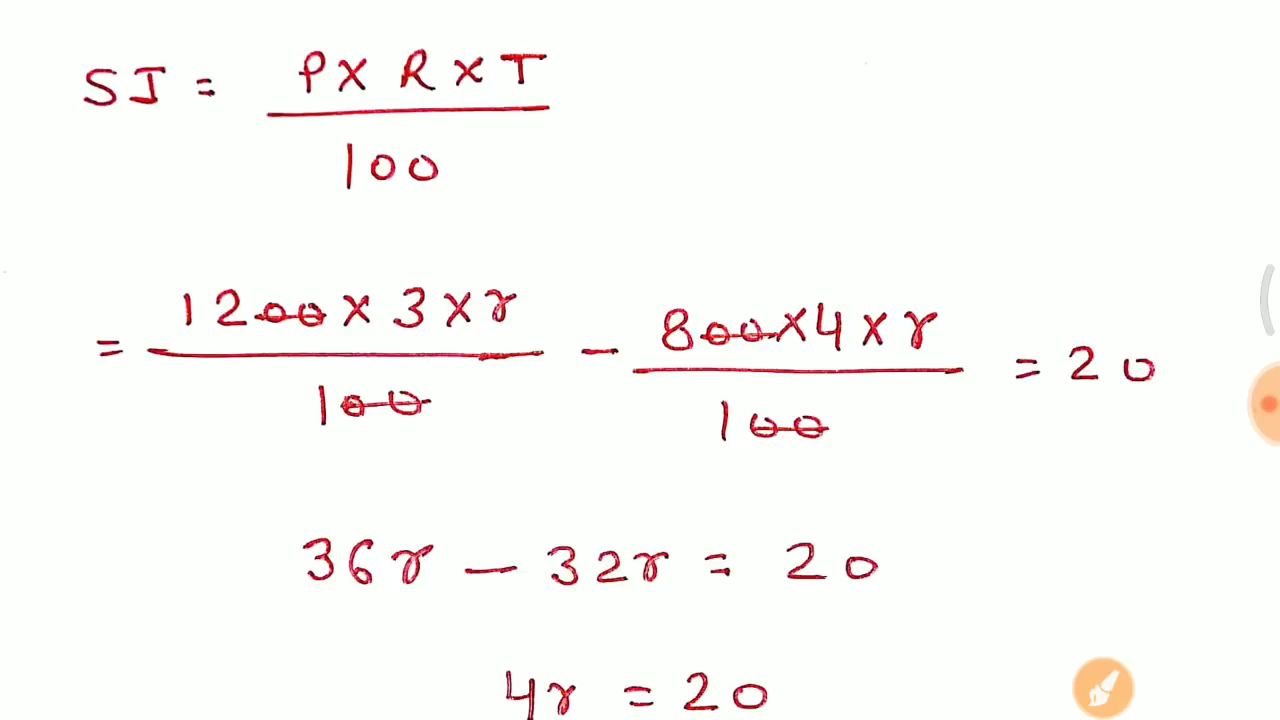 SI = P × R × T
100
= 1200 × 3 × r / 100 − 800 × 4 × r / 100 = 20
36r − 32r = 20
4r = 20